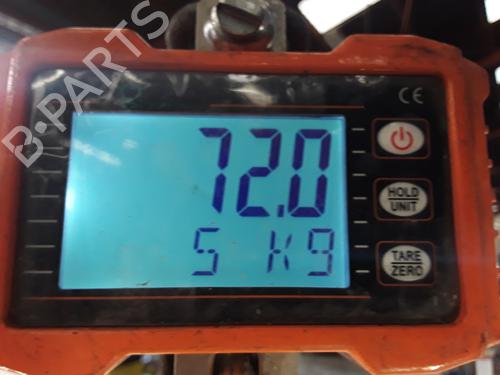 B-PARTS
CE
72.0
5 Kg
HOLD
UNIT
TARE
ZERO